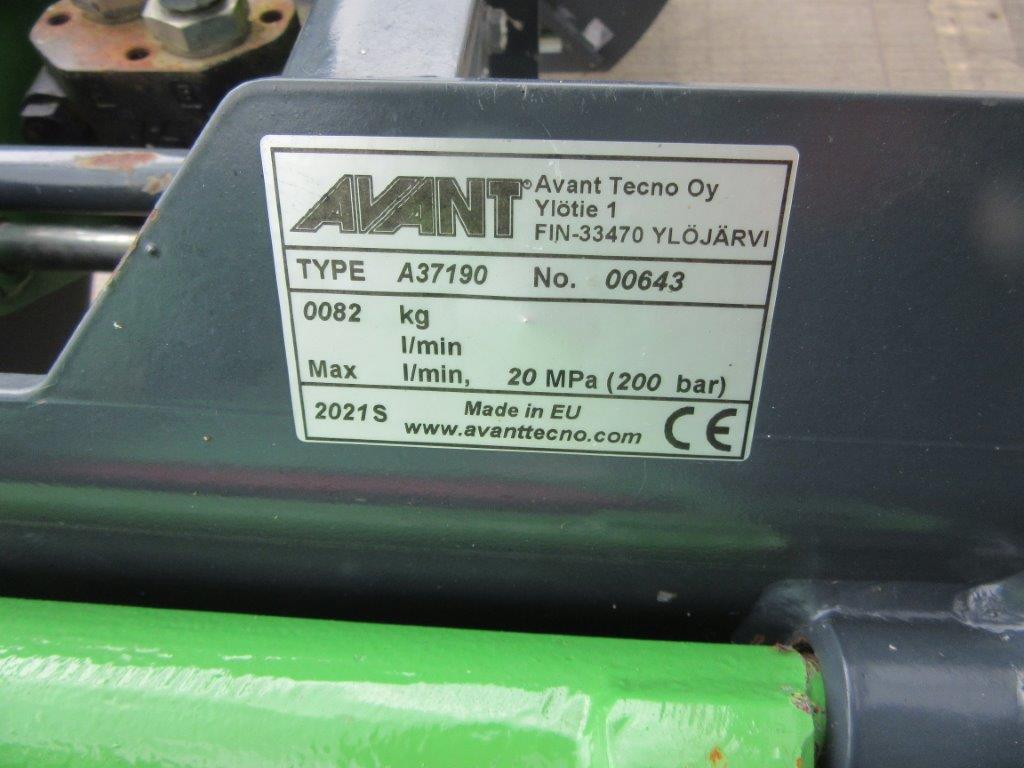 AVANT® Avant Tecno Oy
Ylötie 1
FIN-33470 YLÖJÄRVI
TYPE A37190 No. 00643
0082 kg
l/min
Max l/min, 20 MPa (200 bar)
2021S Made in EU
www.avanttecno.com CE